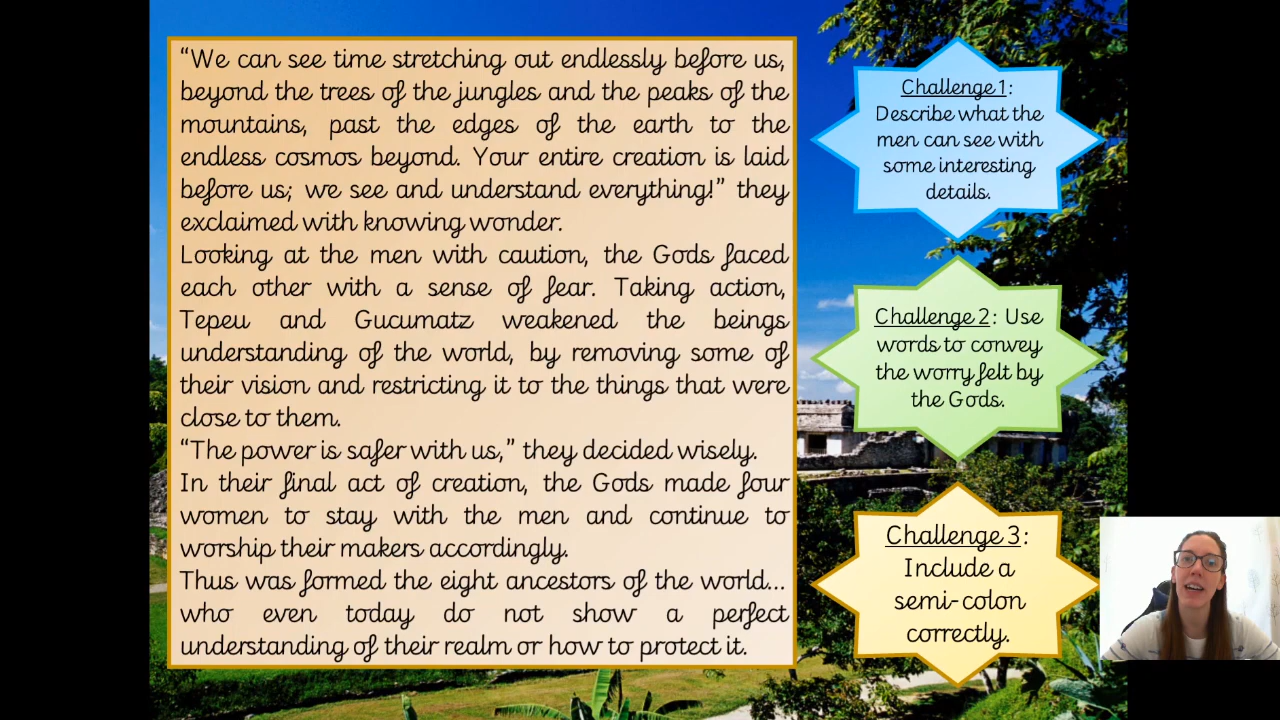 “We can see time stretching out endlessly before us,
beyond the trees of the jungles and the peaks of the
mountains, past the edges of the earth to the
endless cosmos beyond. Your entire creation is laid
before us; we see and understand everything!” they
exclaimed with knowing wonder.
Looking at the men with caution, the Gods faced
each other with a sense of fear. Taking action,
Tepeu and Gucumatz weakened the beings
understanding of the world, by removing some of
their vision and restricting it to the things that were
close to them.
“The power is safer with us,” they decided wisely.
In their final act of creation, the Gods made four
women to stay with the men and continue to
worship their makers accordingly.
Thus was formed the eight ancestors of the world...
who even today do not show a perfect
understanding of their realm or how to protect it.
Challenge 1:
Describe what the
men can see with
some interesting
details.
Challenge 2: Use
words to convey
the worry felt by
the Gods.
Challenge 3:
Include a
semi-colon
correctly.